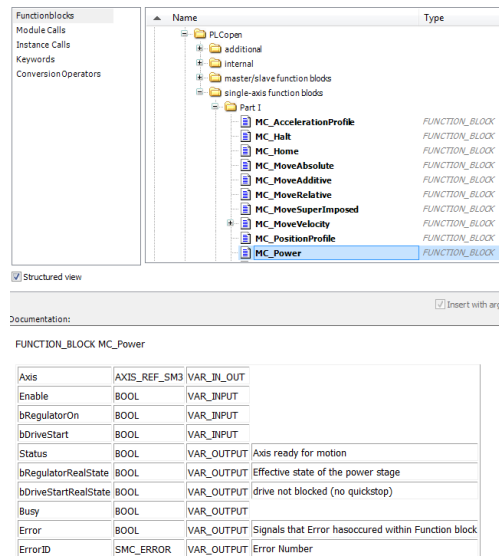 Functionblocks
Module Calls
Instance Calls
Keywords
Conversion Operators
Name Type
PLCopen
additional
internal
master/slave function blocks
single-axis function blocks
Part I
MC_AccelerationProfile FUNCTION_BLOCK
MC_Halt FUNCTION_BLOCK
MC_Home FUNCTION_BLOCK
MC_MoveAbsolute FUNCTION_BLOCK
MC_MoveAdditive FUNCTION_BLOCK
MC_MoveRelative FUNCTION_BLOCK
MC_MoveSuperImposed FUNCTION_BLOCK
MC_MoveVelocity FUNCTION_BLOCK
MC_PositionProfile FUNCTION_BLOCK
MC_Power FUNCTION_BLOCK
Structured view
Insert with
Documentation:
FUNCTION_BLOCK MC_Power
Axis AXIS_REF_SM3 VAR_IN_OUT
Enable BOOL VAR_INPUT
bRegulatorOn BOOL VAR_INPUT
bDriveStart BOOL VAR_INPUT
Status BOOL VAR_OUTPUT Axis ready for motion
bRegulatorRealState BOOL VAR_OUTPUT Effective state of the power stage
bDriveStartRealState BOOL VAR_OUTPUT drive not blocked (no quickstop)
Busy BOOL VAR_OUTPUT
Error BOOL VAR_OUTPUT Signals that Error hasoccured within Function block
ErrorID SMC_ERROR VAR_OUTPUT Error Number